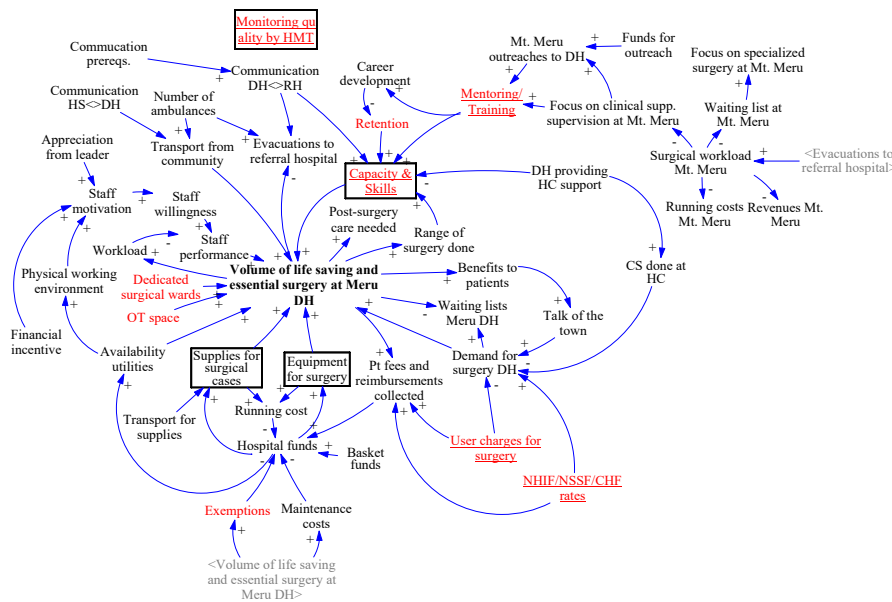 Monitoring qu
ality by HMT
Commucation
prereqs.
Communication
DH<>RH
Career
development
Mt. Meru
outreaches to DH
Funds for
outreach
Focus on specialized
surgery at Mt. Meru
Communication
HS<>DH
Number of
ambulances
Mentoring/
Training
Focus on clinical supp.
supervision at Mt. Meru
Waiting list at
Mt. Meru
Retention
Appreciation
from leader
Transport from
community
Evacuations to
referral hospital
Capacity &
Skills
DH providing
HC support
Surgical workload
Mt. Meru
<Evacuations to
referral hospital>
Staff
motivation
Staff
willingness
Post-surgery
care needed
Running costs
Mt. Meru
Revenues Mt.
Meru
Workload
Staff
performance
Range of
surgery done
Physical working
environment
Volume of life saving and
essential surgery at Meru
DH
Benefits to
patients
CS done at
HC
Dedicated
surgical wards
OT space
Waiting lists
Meru DH
Talk of the
town
Financial
incentive
Availability
utilities
Supplies for
surgical
cases
Equipment
for surgery
Pt fees and
reimbursements
collected
Demand for
surgery DH
Transport for
supplies
Running cost
Hospital funds
Basket
funds
User charges for
surgery
NHIF/NSSF/CHF
rates
Exemptions
Maintenance
costs
<Volume of life saving
and essential surgery at
Meru DH>